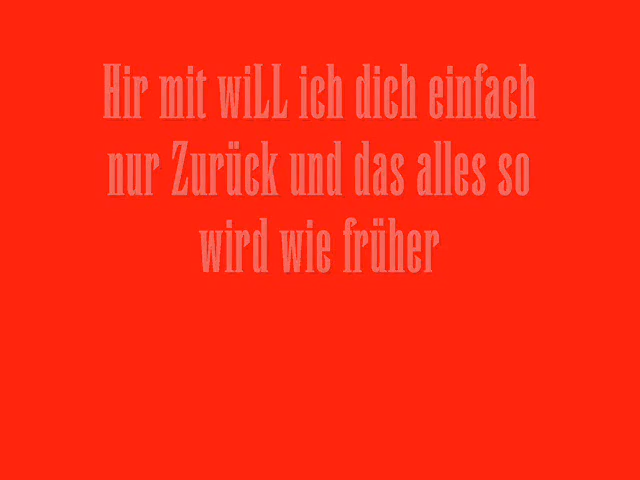 Hir mit wiLL ich dich einfach
nur Zurück und das alles so
wird wie früher